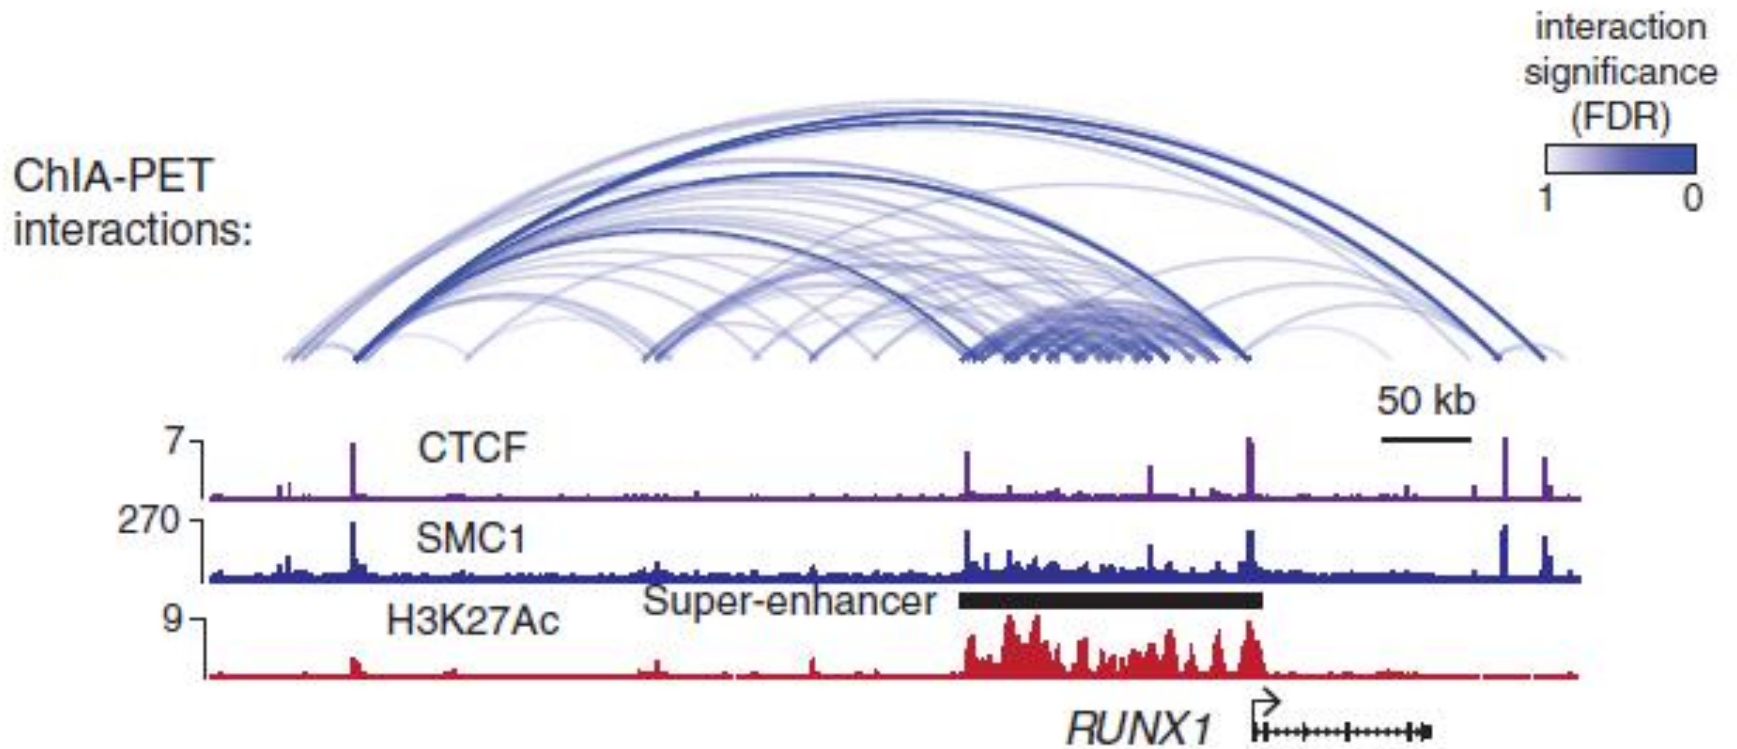 interaction
significance
(FDR)
1 0
ChIA-PET
interactions:
50 kb
7
CTCF
270
SMC1
Super-enhancer
9
H3K27Ac
RUNX1